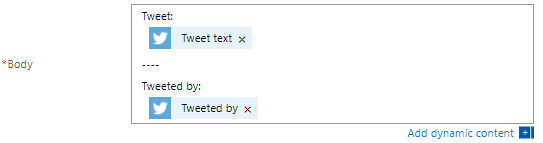 Tweet:
Tweet text ×
*Body
----
Tweeted by:
Tweeted by ×
Add dynamic content +